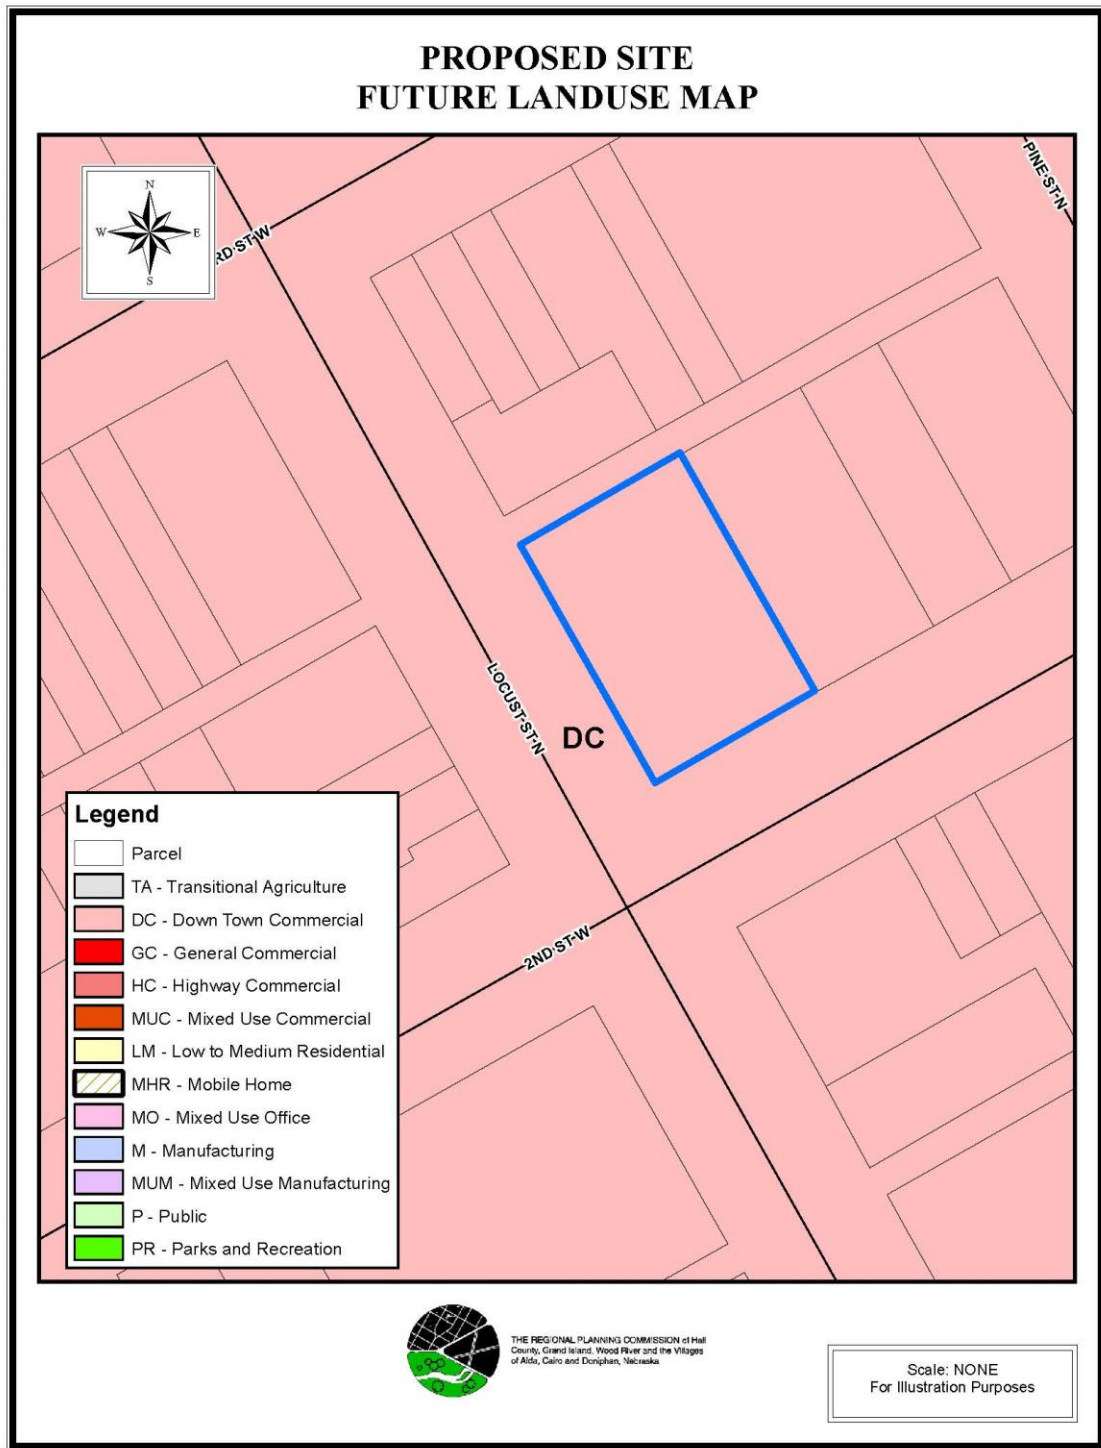 PROPOSED SITE
FUTURE LANDUSE MAP
N
W E
S
RD ST W
PINE ST N
LOCUST ST N
DC
2ND ST W
Legend
Parcel
TA - Transitional Agriculture
DC - Down Town Commercial
GC - General Commercial
HC - Highway Commercial
MUC - Mixed Use Commercial
LM - Low to Medium Residential
MHR - Mobile Home
MO - Mixed Use Office
M - Manufacturing
MUM - Mixed Use Manufacturing
P - Public
PR - Parks and Recreation
THE REGIONAL PLANNING COMMISSION of Hall
County, Grand Island, Wood River and the Villages
of Alda, Cairo and Doniphan, Nebraska
Scale: NONE
For Illustration Purposes